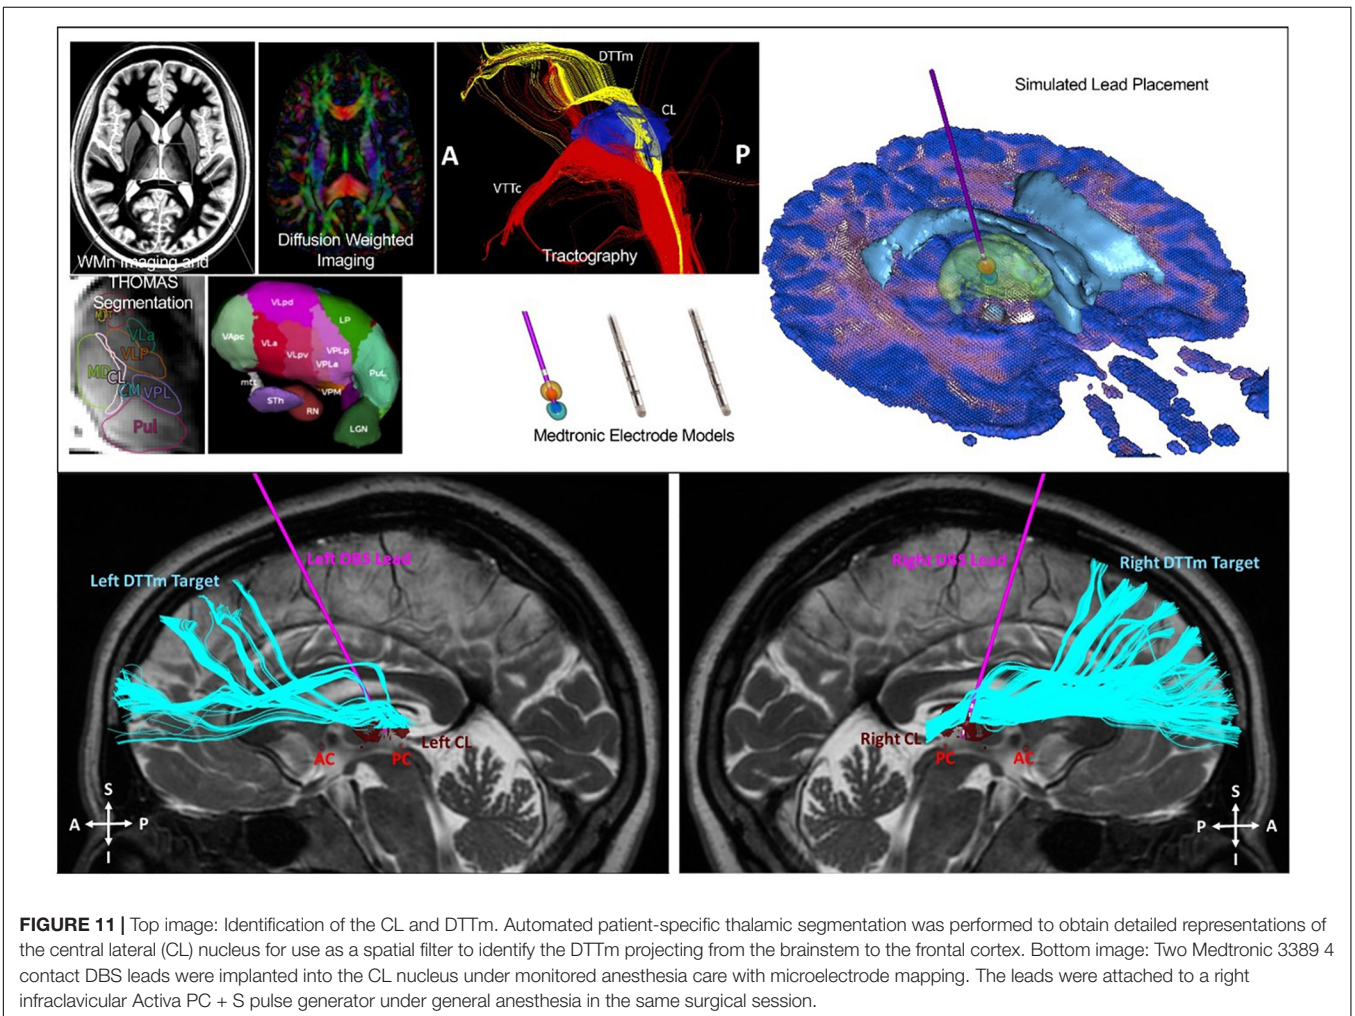 DTTm
CL
A
P
VTTc
Tractography
Diffusion Weighted
Imaging
WMn Imaging and
THOMAS
Segmentation
VLa
VLP
MD
CL
CM
VPL
Pul
VLpd
LP
VApc
VLa
VLpv
VPLp
VPLa
PuL
mtt
VPM
STh
RN
LGN
Simulated Lead Placement
Medtronic Electrode Models
Left DBS Lead
Left DTTm Target
Left CL
AC
PC
S
A
P
I
Right DBS Lead
Right DTTm Target
Right CL
PC
AC
S
P
A
I
FIGURE 11 | Top image: Identification of the CL and DTTm. Automated patient-specific thalamic segmentation was performed to obtain detailed representations of
the central lateral (CL) nucleus for use as a spatial filter to identify the DTTm projecting from the brainstem to the frontal cortex. Bottom image: Two Medtronic 3389 4
contact DBS leads were implanted into the CL nucleus under monitored anesthesia care with microelectrode mapping. The leads were attached to a right
infraclavicular Activa PC + S pulse generator under general anesthesia in the same surgical session.